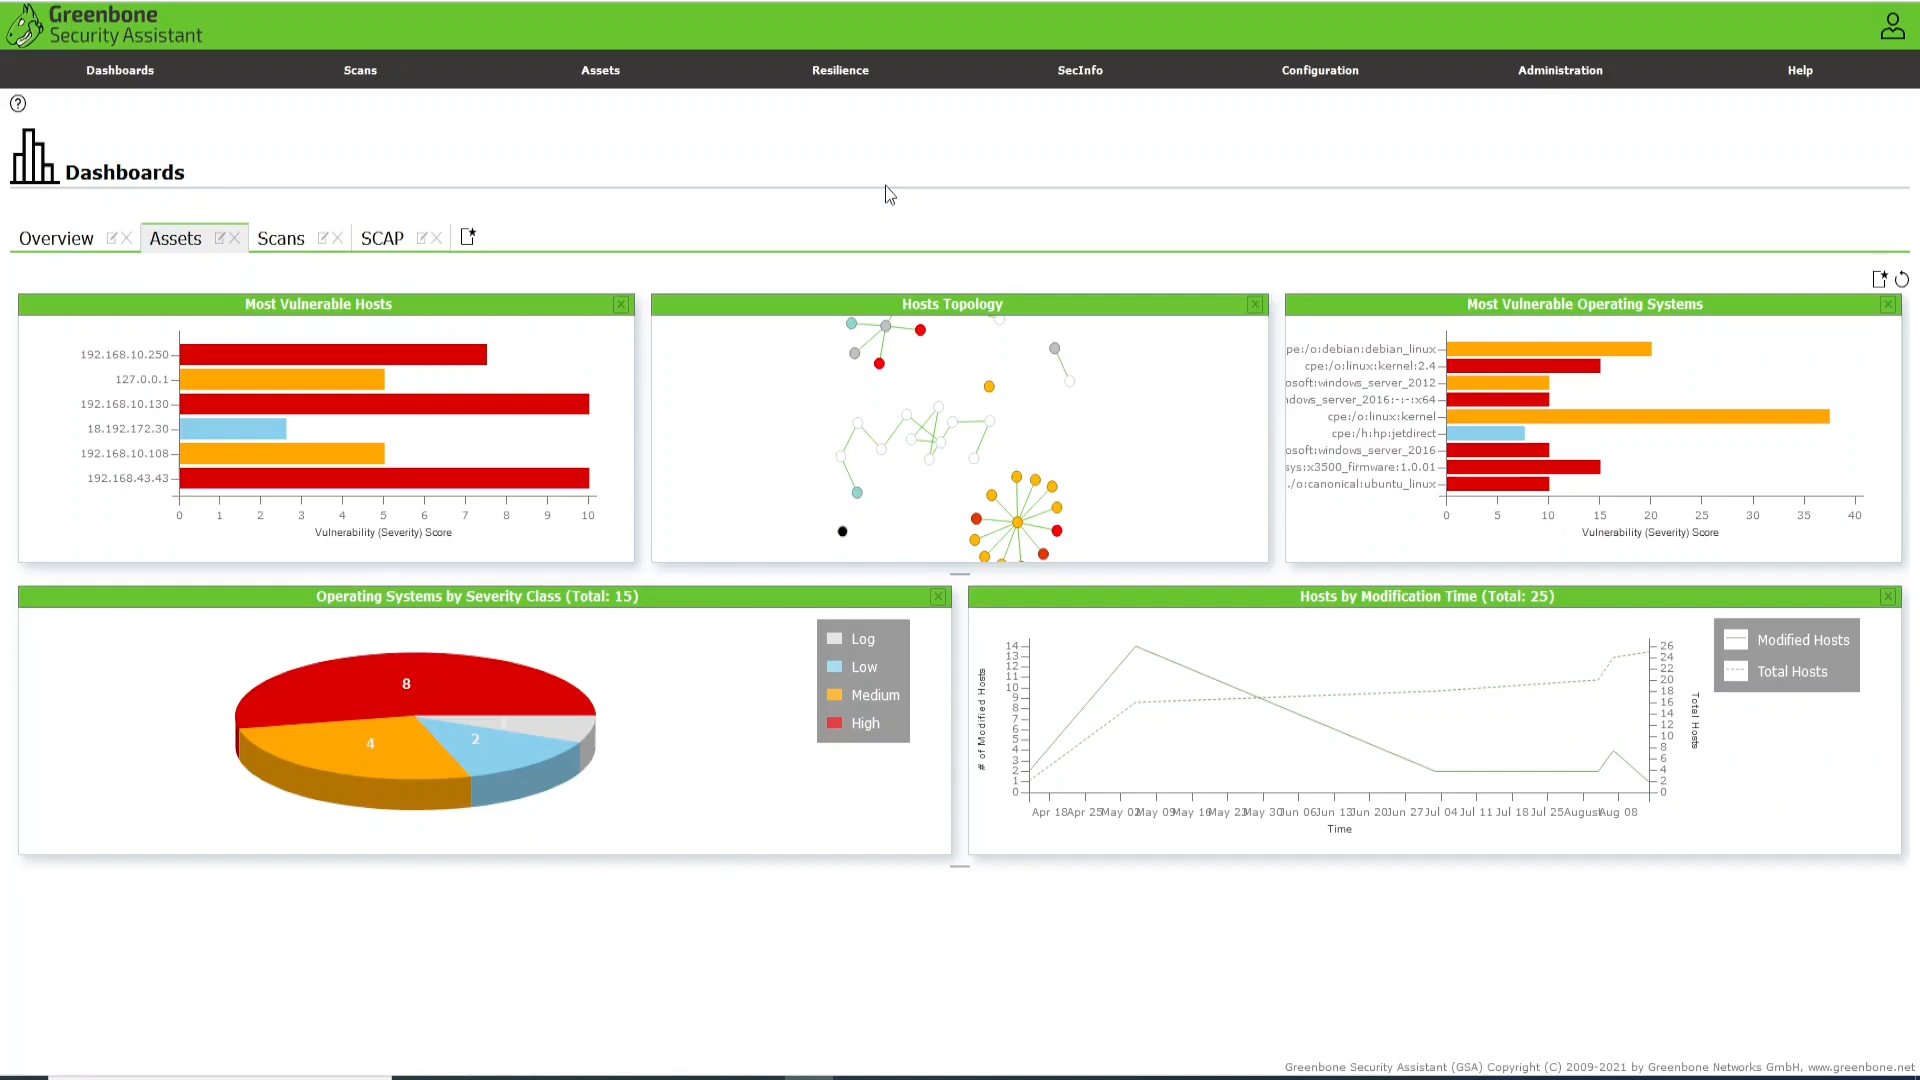 Greenbone
Security Assistant
Dashboards
Scans
Assets
Resilience
SecInfo
Configuration
Administration
Help
Dashboards
Overview
Assets
Scans
SCAP
Most Vulnerable Hosts
192.168.10.250
127.0.0.1
192.168.10.130
18.192.172.30
192.168.10.108
192.168.43.43
0 1 2 3 4 5 6 7 8 9 10
Vulnerability (Severity) Score
Hosts Topology
Most Vulnerable Operating Systems
pe:/o:debian:debian_linux
cpe:/o:linux:kernel:2.4
osoft:windows_server_2012
dows_server_2016:-:-:x64
cpe:/o:linux:kernel
cpe:/h:hp:jetdirect
osoft:windows_server_2016
sys:x3500_firmware:1.0.01
:/o:canonical:ubuntu_linux
0 5 10 15 20 25 30 35 40
Vulnerability (Severity) Score
Operating Systems by Severity Class (Total: 15)
8
1
2
4
Log
Low
Medium
High
Hosts by Modification Time (Total: 25)
# of Modified Hosts
14
13
12
11
10
9
8
7
6
5
4
3
2
1
0
26
24
22
20
18
16
14
12
10
8
6
4
2
0
Total Hosts
Apr 18 Apr 25 May 02 May 09 May 16 May 23 May 30 Jun 06 Jun 13 Jun 20 Jun 27 Jul 04 Jul 11 Jul 18 Jul 25 August Aug 08
Time
Modified Hosts
Total Hosts
Greenbone Security Assistant (GSA) Copyright (C) 2009-2021 by Greenbone Networks GmbH, www.greenbone.net